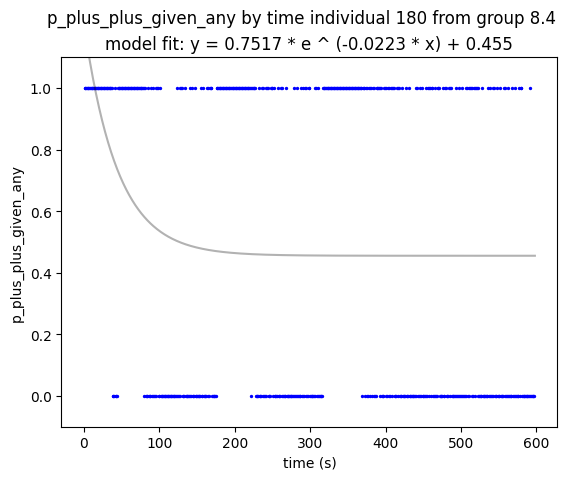 p_plus_plus_given_any by time individual 180 from group 8.4
model fit: y = 0.7517 * e ^ (-0.0223 * x) + 0.455
p_plus_plus_given_any
1.0
0.8
0.6
0.4
0.2
0.0
0 100 200 300 400 500 600
time (s)